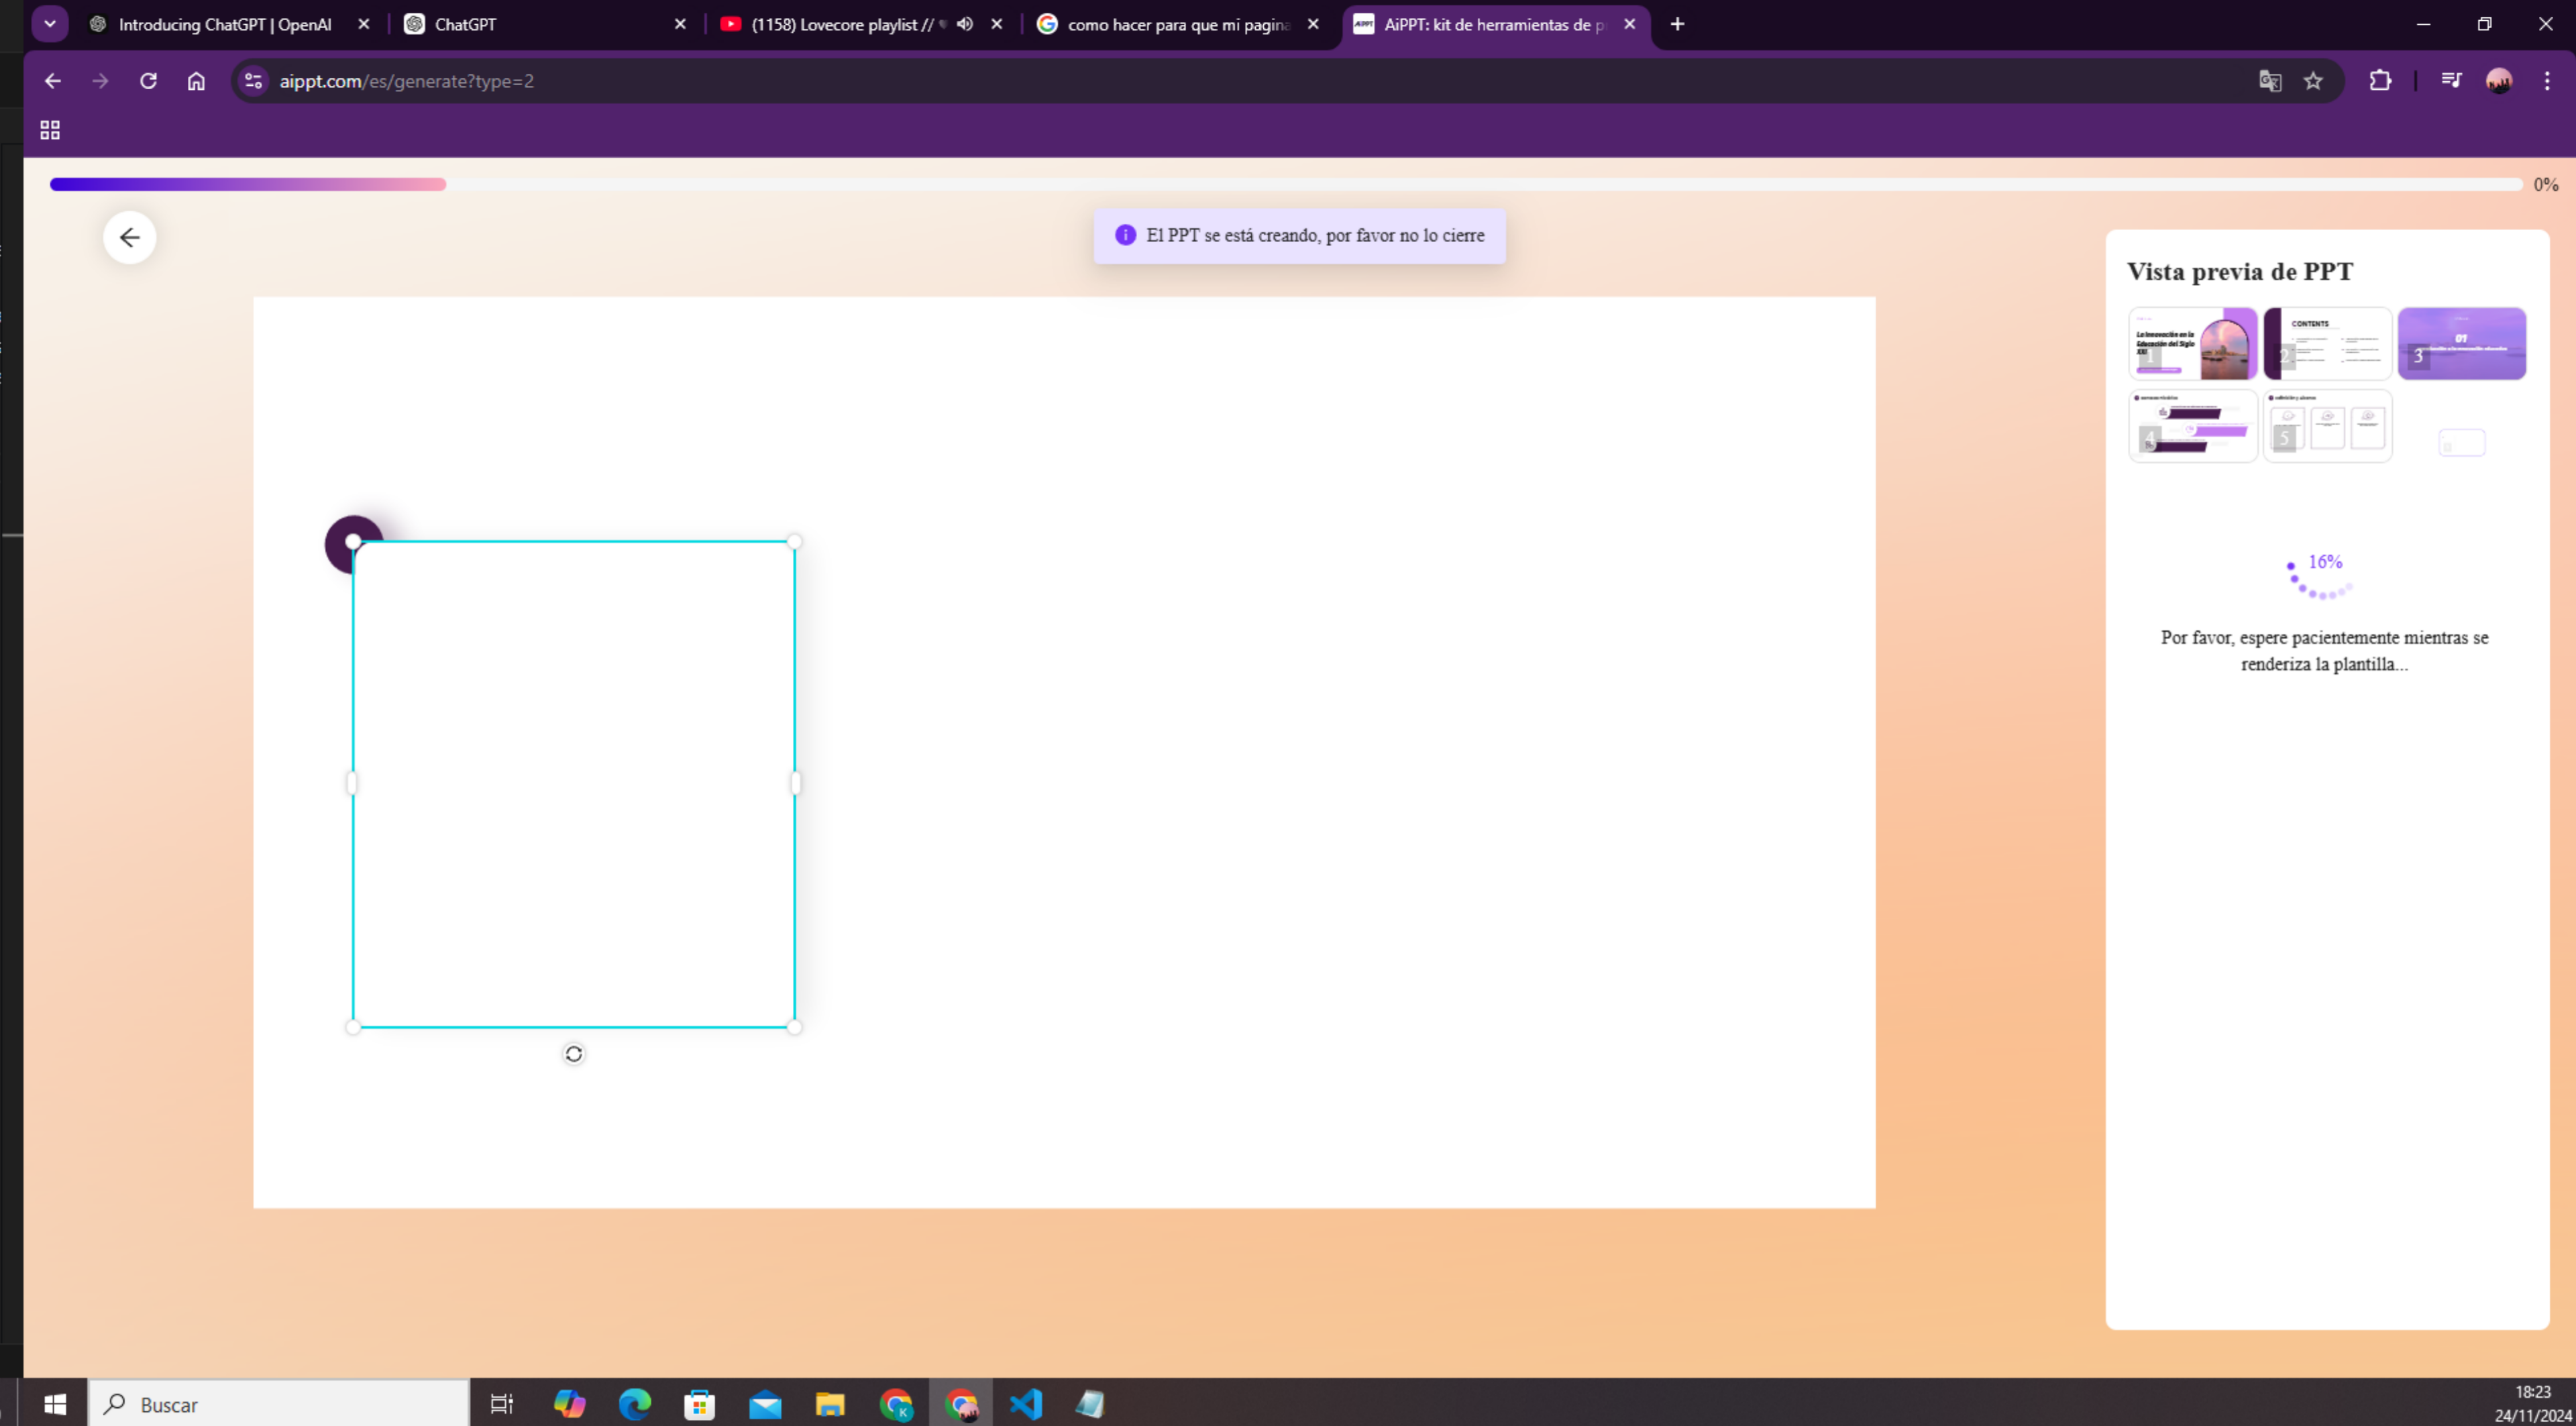 Introducing ChatGPT | OpenAI
ChatGPT
(1158) Lovecore playlist //
como hacer para que mi pagina
AiPPT: kit de herramientas de p
aippt.com/es/generate?type=2
0%
El PPT se está creando, por favor no lo cierre
Vista previa de PPT
La Innovación en la
Educación del Siglo
XXI
1
CONTENTS
2
01
3
4
5
16%
Por favor, espere pacientemente mientras se
renderiza la plantilla...
Buscar
K
18:23
24/11/2024